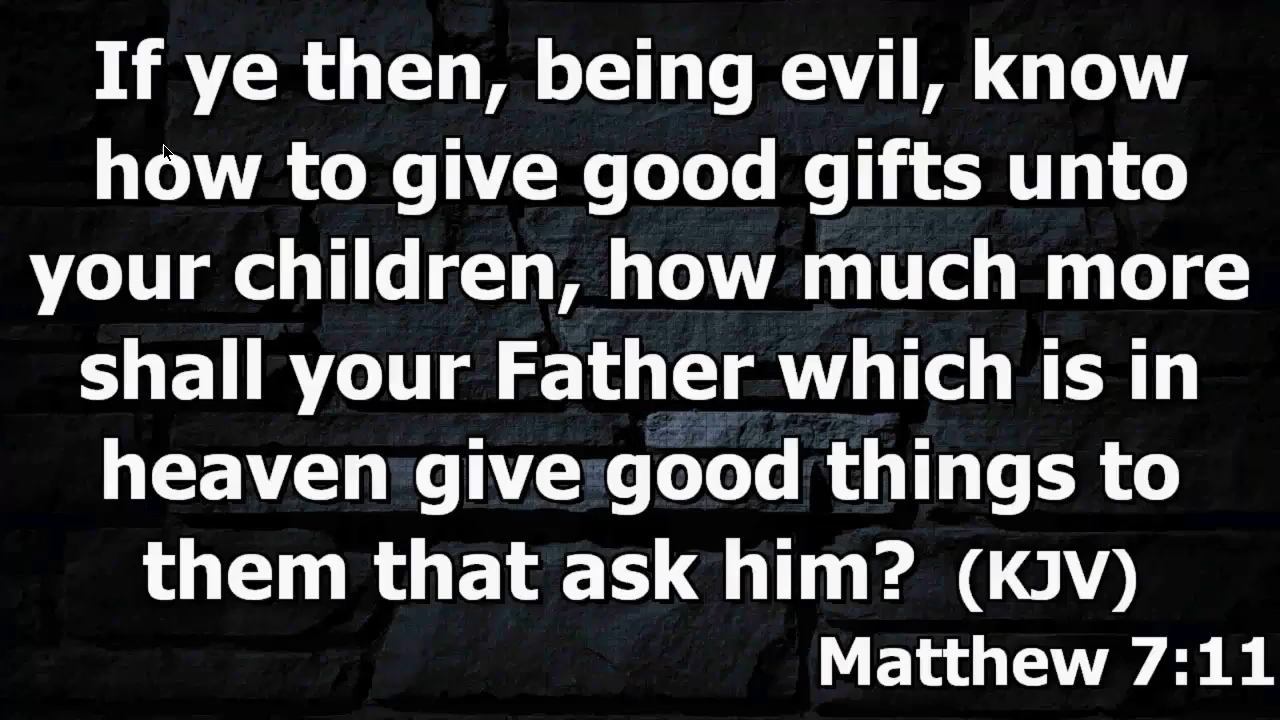 If ye then, being evil, know
how to give good gifts unto
your children, how much more
shall your Father which is in
heaven give good things to
them that ask him? (KJV)
Matthew 7:11